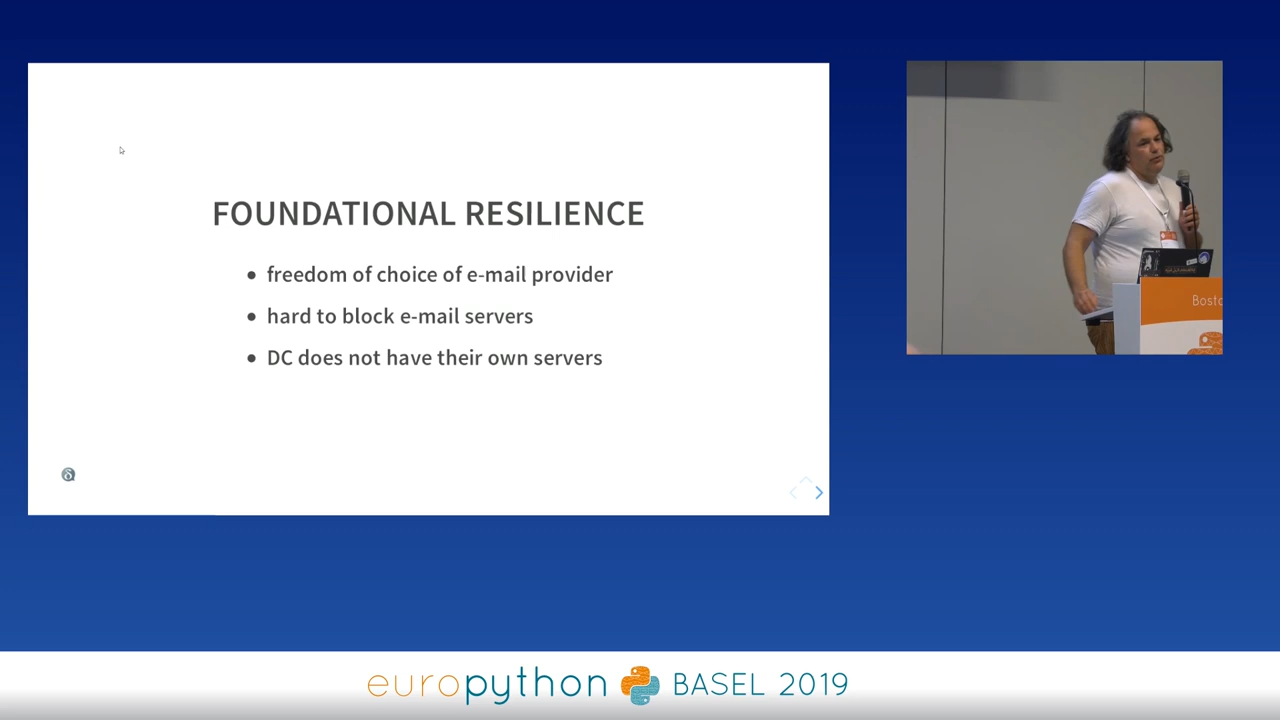 FOUNDATIONAL RESILIENCE
• freedom of choice of e-mail provider
• hard to block e-mail servers
• DC does not have their own servers
Bosto
europython BASEL 2019